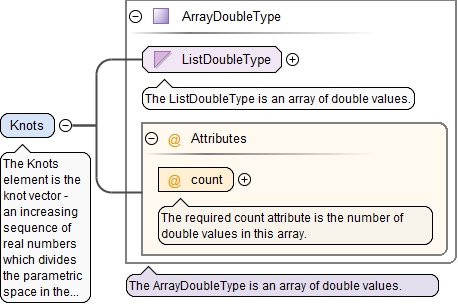 ArrayDoubleType
ListDoubleType
The ListDoubleType is an array of double values.
Knots
The Knots
element is the
knot vector -
an increasing
sequence of
real numbers
which divides
the parametric
space in the...
@ Attributes
@ count
The required count attribute is the number of
double values in this array.
The ArrayDoubleType is an array of double values.